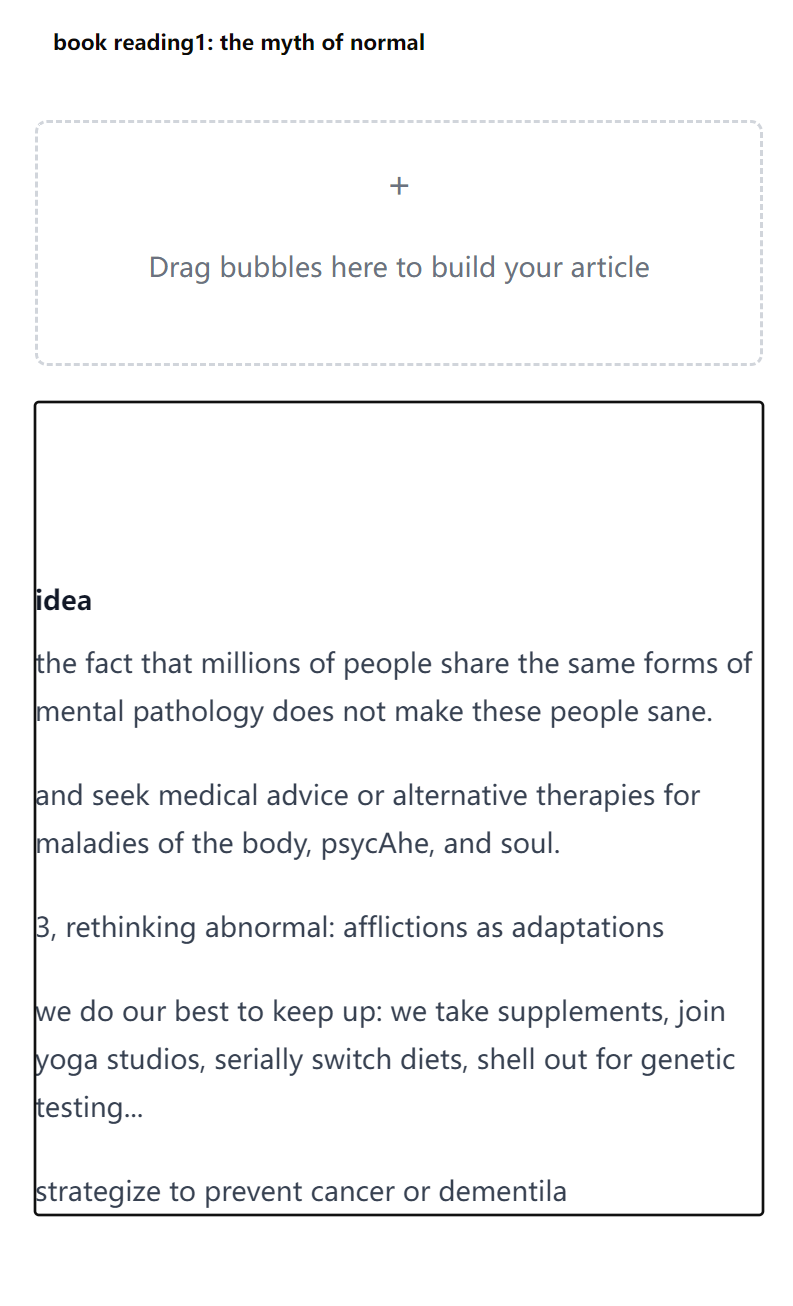 book reading1: the myth of normal
+
Drag bubbles here to build your article
idea
the fact that millions of people share the same forms of
mental pathology does not make these people sane.
and seek medical advice or alternative therapies for
maladies of the body, psycAhe, and soul.
3, rethinking abnormal: afflictions as adaptations
we do our best to keep up: we take supplements, join
yoga studios, serially switch diets, shell out for genetic
testing...
strategize to prevent cancer or dementila